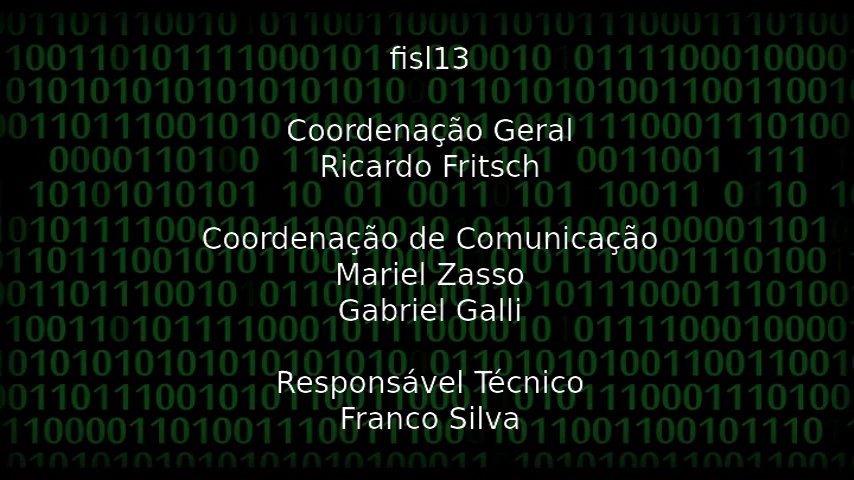 fisl13
Coordenação Geral
Ricardo Fritsch
Coordenação de Comunicação
Mariel Zasso
Gabriel Galli
Responsável Técnico
Franco Silva